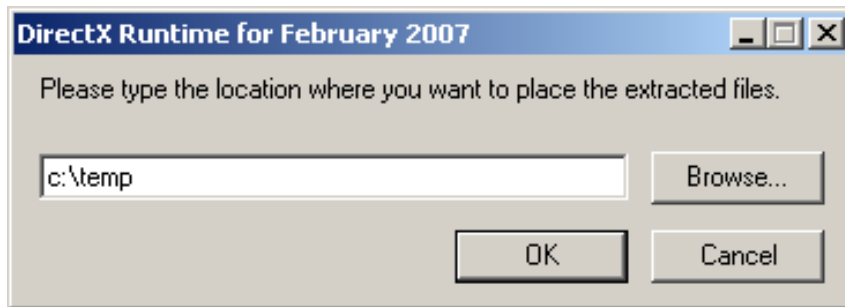 DirectX Runtime for February 2007
Please type the location where you want to place the extracted files.
c:\temp
Browse...
OK
Cancel